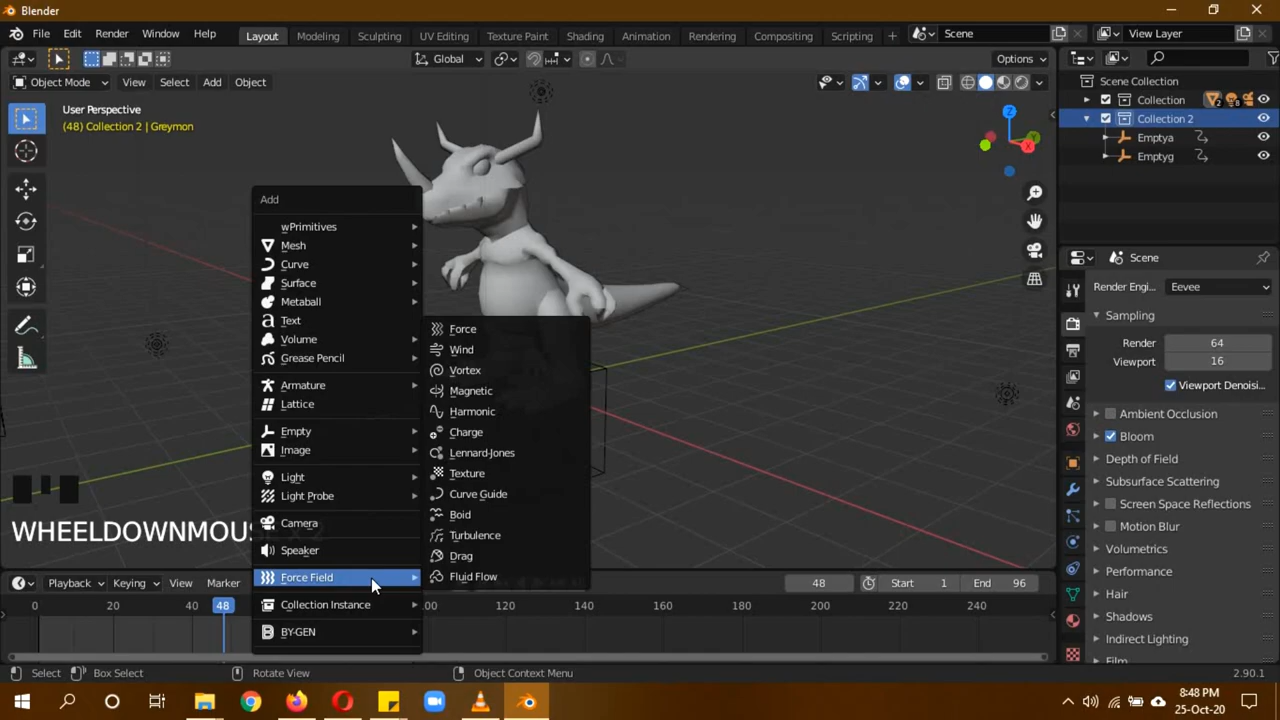 Blender
File Edit Render Window Help Layout Modeling Sculpting UV Editing Texture Paint Shading Animation Rendering Compositing Scripting + Scene View Layer
Global Options
Object Mode View Select Add Object
User Perspective
(48) Collection 2 | Greymon
Scene Collection
Collection 2 8
Collection 2
Emptya
Emptyg
Add
wPrimitives
Mesh
Curve
Surface
Metaball
Text
Volume
Grease Pencil
Armature
Lattice
Empty
Image
Light
Light Probe
Camera
Speaker
Force Field
Collection Instance
BY-GEN
Force
Wind
Vortex
Magnetic
Harmonic
Charge
Lennard-Jones
Texture
Curve Guide
Boid
Turbulence
Drag
Fluid Flow
Z
X
Scene
Render Engi... Eevee
Sampling
Render 64
Viewport 16
Viewport Denoisi...
Ambient Occlusion
Bloom
Depth of Field
Subsurface Scattering
Screen Space Reflections
Motion Blur
Volumetrics
Performance
Hair
Shadows
Indirect Lighting
Film
WHEELDOWNMOUS
Playback Keying View Marker 48 Start 1 End 96
0 20 48 100 120 140 160 180 200 220 240
Select Box Select Rotate View Object Context Menu 2.90.1
8:48 PM
25-Oct-20